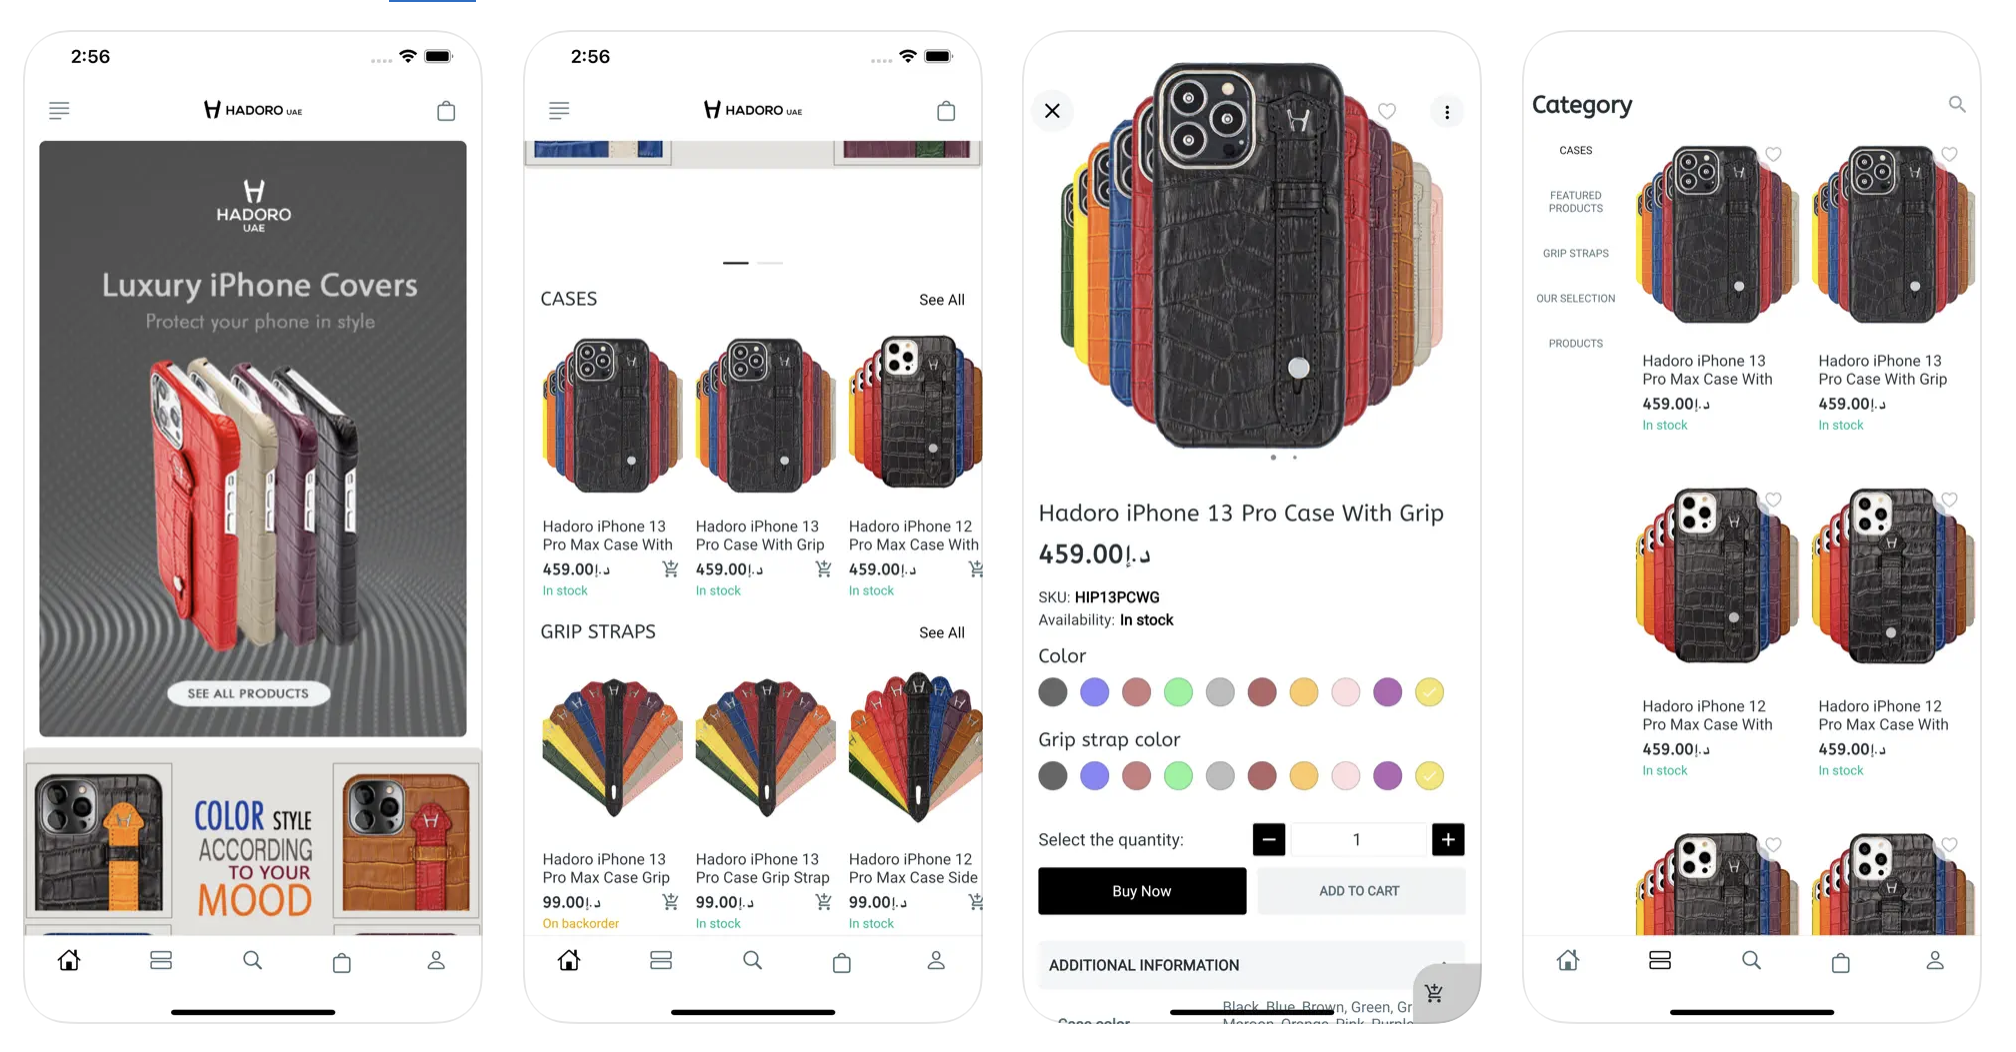 2:56
HADORO UAE
HADORO
UAE
Luxury iPhone Covers
Protect your phone in style
SEE ALL PRODUCTS
COLOR STYLE
ACCORDING
TO YOUR
MOOD
2:56
HADORO UAE
CASES
See All
Hadoro iPhone 13
Pro Max Case With
459.00د.إ
In stock
Hadoro iPhone 13
Pro Case With Grip
459.00د.إ
In stock
Hadoro iPhone 12
Pro Max Case With
459.00د.إ
In stock
GRIP STRAPS
See All
Hadoro iPhone 13
Pro Max Case Grip
99.00د.إ
On backorder
Hadoro iPhone 13
Pro Case Grip Strap
99.00د.إ
In stock
Hadoro iPhone 12
Pro Max Case Side
99.00د.إ
In stock
Hadoro iPhone 13 Pro Case With Grip
459.00د.إ
SKU: HIP13PCWG
Availability: In stock
Color
Grip strap color
Select the quantity:
1
Buy Now
ADD TO CART
ADDITIONAL INFORMATION
Case color
Black, Blue, Brown, Green, Gr
Maroon, Orange, Pink, Purple
Category
CASES
FEATURED
PRODUCTS
GRIP STRAPS
OUR SELECTION
PRODUCTS
Hadoro iPhone 13
Pro Max Case With
459.00د.إ
In stock
Hadoro iPhone 13
Pro Case With Grip
459.00د.إ
In stock
Hadoro iPhone 12
Pro Max Case With
459.00د.إ
In stock
Hadoro iPhone 12
Pro Max Case With
459.00د.إ
In stock